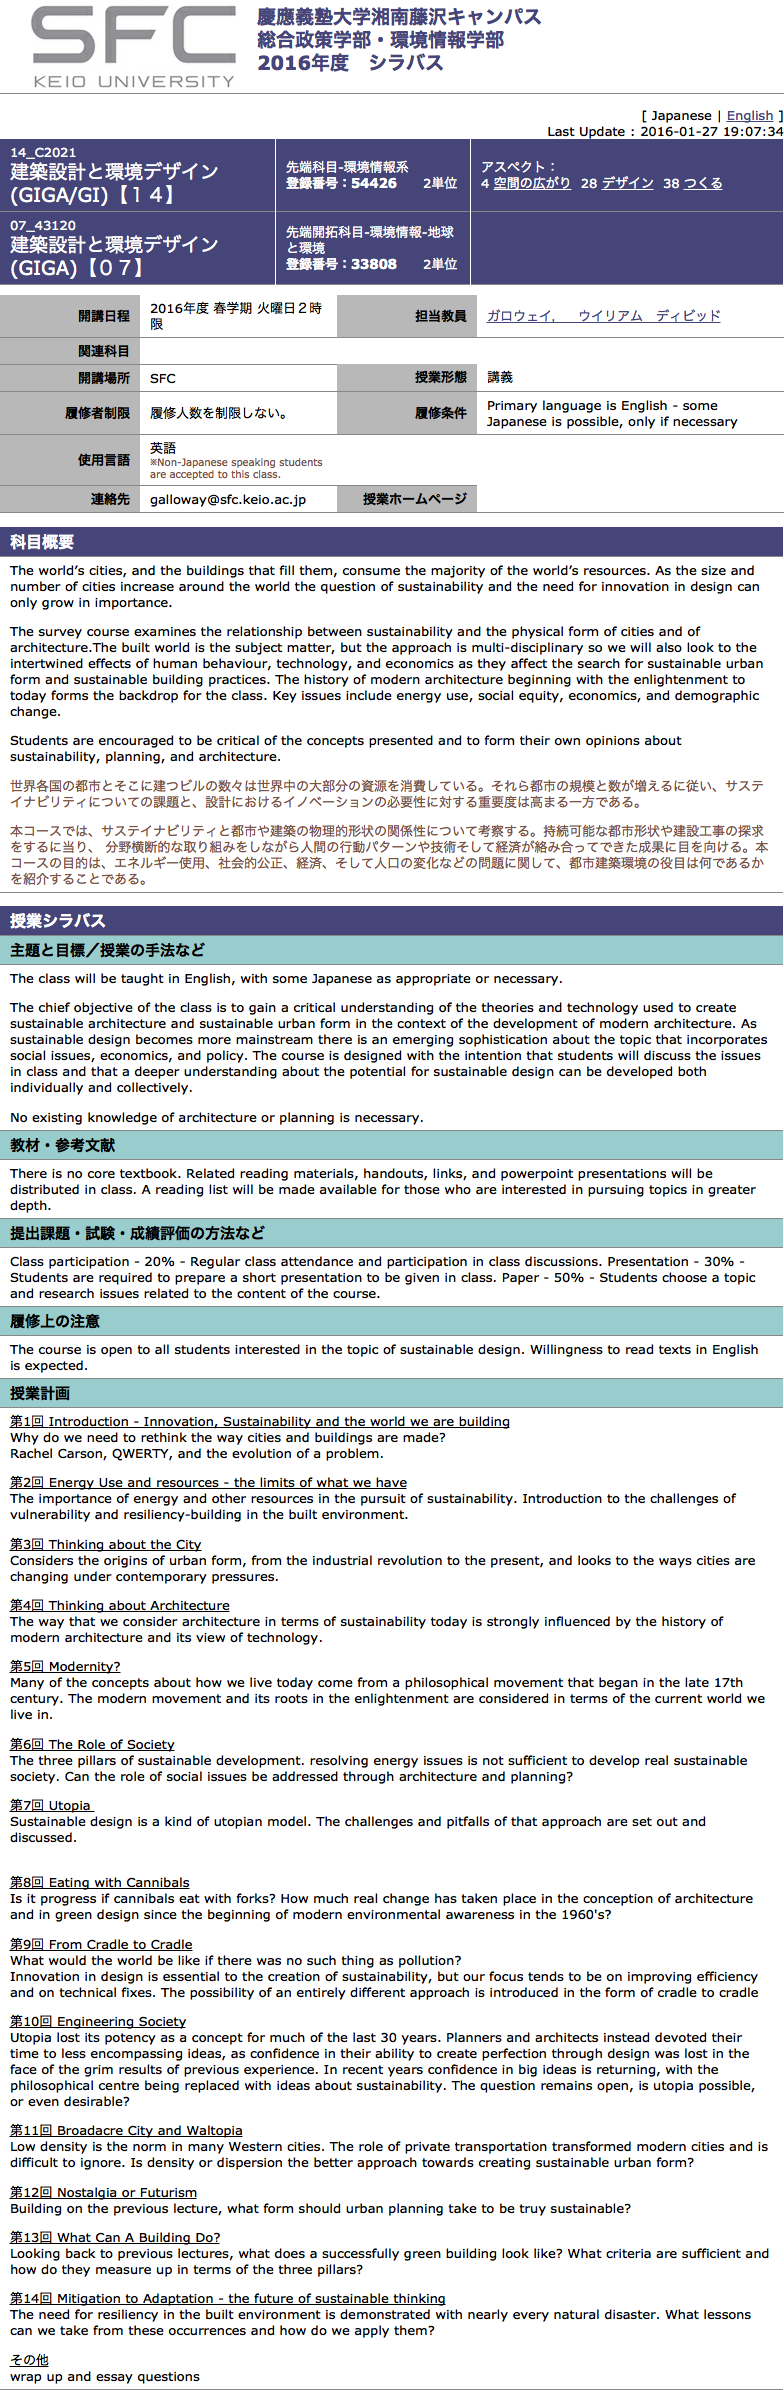 SFC
KEIO UNIVERSITY
慶應義塾大学湘南藤沢キャンパス
総合政策学部・環境情報学部
2016年度　シラバス
[ Japanese | English ]
Last Update : 2016-01-27 19:07:34
14_C2021
建築設計と環境デザイン
(GIGA/GI)【１４】
先端科目-環境情報系
登録番号：54426 2単位
アスペクト：
4 空間の広がり 28 デザイン 38 つくる
07_43120
建築設計と環境デザイン
(GIGA)【０７】
先端開拓科目-環境情報-地球
と環境
登録番号：33808 2単位
開講日程
2016年度 春学期 火曜日２時
限
担当教員
ガロウェイ,　ウイリアム　ディビッド
関連科目
開講場所
SFC
授業形態
講義
履修者制限
履修人数を制限しない。
履修条件
Primary language is English - some
Japanese is possible, only if necessary
使用言語
英語
※Non-Japanese speaking students
are accepted to this class.
連絡先
galloway@sfc.keio.ac.jp
授業ホームページ
科目概要
The world's cities, and the buildings that fill them, consume the majority of the world's resources. As the size and
number of cities increase around the world the question of sustainability and the need for innovation in design can
only grow in importance.
The survey course examines the relationship between sustainability and the physical form of cities and of
architecture.The built world is the subject matter, but the approach is multi-disciplinary so we will also look to the
intertwined effects of human behaviour, technology, and economics as they affect the search for sustainable urban
form and sustainable building practices. The history of modern architecture beginning with the enlightenment to
today forms the backdrop for the class. Key issues include energy use, social equity, economics, and demographic
change.
Students are encouraged to be critical of the concepts presented and to form their own opinions about
sustainability, planning, and architecture.
世界各国の都市とそこに建つビルの数々は世界中の大部分の資源を消費している。それら都市の規模と数が増えるに従い、サステ
イナビリティについての課題と、設計におけるイノベーションの必要性に対する重要度は高まる一方である。
本コースでは、サステイナビリティと都市や建築の物理的形状の関係性について考察する。持続可能な都市形状や建設工事の探求
をするに当り、 分野横断的な取り組みをしながら人間の行動パターンや技術そして経済が絡み合ってできた成果に目を向ける。本
コースの目的は、エネルギー使用、社会的公正、経済、そして人口の変化などの問題に関して、都市建築環境の役目は何であるか
を紹介することである。
授業シラバス
主題と目標／授業の手法など
The class will be taught in English, with some Japanese as appropriate or necessary.
The chief objective of the class is to gain a critical understanding of the theories and technology used to create
sustainable architecture and sustainable urban form in the context of the development of modern architecture. As
sustainable design becomes more mainstream there is an emerging sophistication about the topic that incorporates
social issues, economics, and policy. The course is designed with the intention that students will discuss the issues
in class and that a deeper understanding about the potential for sustainable design can be developed both
individually and collectively.
No existing knowledge of architecture or planning is necessary.
教材・参考文献
There is no core textbook. Related reading materials, handouts, links, and powerpoint presentations will be
distributed in class. A reading list will be made available for those who are interested in pursuing topics in greater
depth.
提出課題・試験・成績評価の方法など
Class participation - 20% - Regular class attendance and participation in class discussions. Presentation - 30% -
Students are required to prepare a short presentation to be given in class. Paper - 50% - Students choose a topic
and research issues related to the content of the course.
履修上の注意
The course is open to all students interested in the topic of sustainable design. Willingness to read texts in English
is expected.
授業計画
第1回 Introduction - Innovation, Sustainability and the world we are building
Why do we need to rethink the way cities and buildings are made?
Rachel Carson, QWERTY, and the evolution of a problem.
第2回 Energy Use and resources - the limits of what we have
The importance of energy and other resources in the pursuit of sustainability. Introduction to the challenges of
vulnerability and resiliency-building in the built environment.
第3回 Thinking about the City
Considers the origins of urban form, from the industrial revolution to the present, and looks to the ways cities are
changing under contemporary pressures.
第4回 Thinking about Architecture
The way that we consider architecture in terms of sustainability today is strongly influenced by the history of
modern architecture and its view of technology.
第5回 Modernity?
Many of the concepts about how we live today come from a philosophical movement that began in the late 17th
century. The modern movement and its roots in the enlightenment are considered in terms of the current world we
live in.
第6回 The Role of Society
The three pillars of sustainable development. resolving energy issues is not sufficient to develop real sustainable
society. Can the role of social issues be addressed through architecture and planning?
第7回 Utopia
Sustainable design is a kind of utopian model. The challenges and pitfalls of that approach are set out and
discussed.
第8回 Eating with Cannibals
Is it progress if cannibals eat with forks? How much real change has taken place in the conception of architecture
and in green design since the beginning of modern environmental awareness in the 1960's?
第9回 From Cradle to Cradle
What would the world be like if there was no such thing as pollution?
Innovation in design is essential to the creation of sustainability, but our focus tends to be on improving efficiency
and on technical fixes. The possibility of an entirely different approach is introduced in the form of cradle to cradle
第10回 Engineering Society
Utopia lost its potency as a concept for much of the last 30 years. Planners and architects instead devoted their
time to less encompassing ideas, as confidence in their ability to create perfection through design was lost in the
face of the grim results of previous experience. In recent years confidence in big ideas is returning, with the
philosophical centre being replaced with ideas about sustainability. The question remains open, is utopia possible,
or even desirable?
第11回 Broadacre City and Waltopia
Low density is the norm in many Western cities. The role of private transportation transformed modern cities and is
difficult to ignore. Is density or dispersion the better approach towards creating sustainable urban form?
第12回 Nostalgia or Futurism
Building on the previous lecture, what form should urban planning take to be truy sustainable?
第13回 What Can A Building Do?
Looking back to previous lectures, what does a successfully green building look like? What criteria are sufficient and
how do they measure up in terms of the three pillars?
第14回 Mitigation to Adaptation - the future of sustainable thinking
The need for resiliency in the built environment is demonstrated with nearly every natural disaster. What lessons
can we take from these occurrences and how do we apply them?
その他
wrap up and essay questions